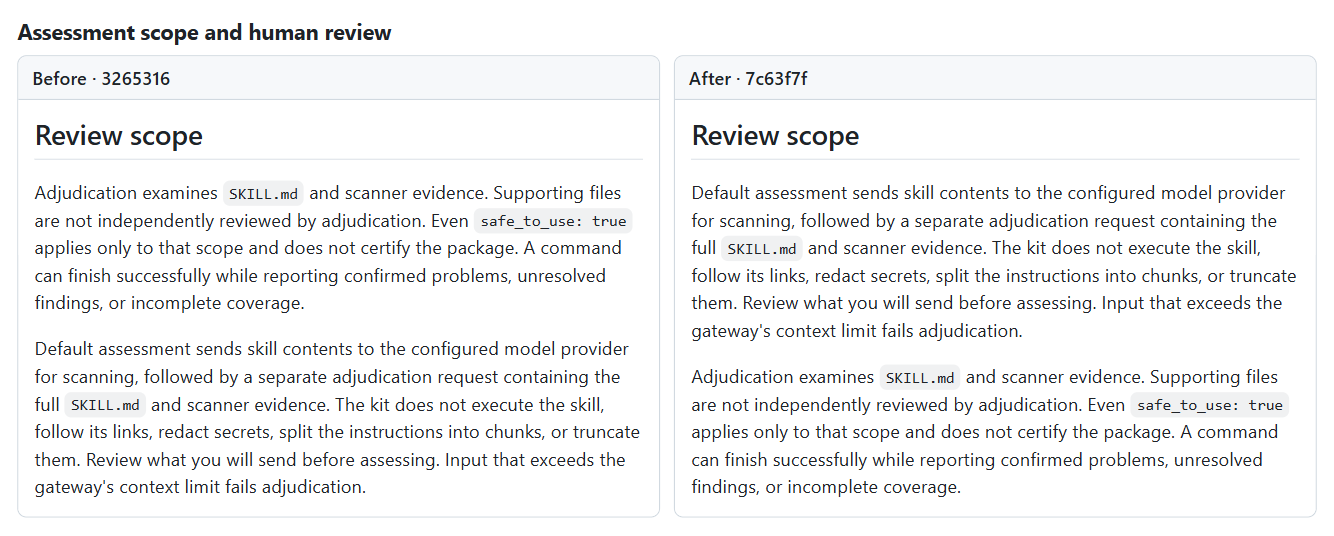 Assessment scope and human review
Before · 3265316
Review scope
Adjudication examines SKILL.md and scanner evidence. Supporting files
are not independently reviewed by adjudication. Even safe_to_use: true
applies only to that scope and does not certify the package. A command
can finish successfully while reporting confirmed problems, unresolved
findings, or incomplete coverage.
Default assessment sends skill contents to the configured model provider
for scanning, followed by a separate adjudication request containing the
full SKILL.md and scanner evidence. The kit does not execute the skill,
follow its links, redact secrets, split the instructions into chunks, or truncate
them. Review what you will send before assessing. Input that exceeds the
gateway's context limit fails adjudication.
After · 7c63f7f
Review scope
Default assessment sends skill contents to the configured model provider
for scanning, followed by a separate adjudication request containing the
full SKILL.md and scanner evidence. The kit does not execute the skill,
follow its links, redact secrets, split the instructions into chunks, or truncate
them. Review what you will send before assessing. Input that exceeds the
gateway's context limit fails adjudication.
Adjudication examines SKILL.md and scanner evidence. Supporting files
are not independently reviewed by adjudication. Even safe_to_use: true
applies only to that scope and does not certify the package. A command
can finish successfully while reporting confirmed problems, unresolved
findings, or incomplete coverage.